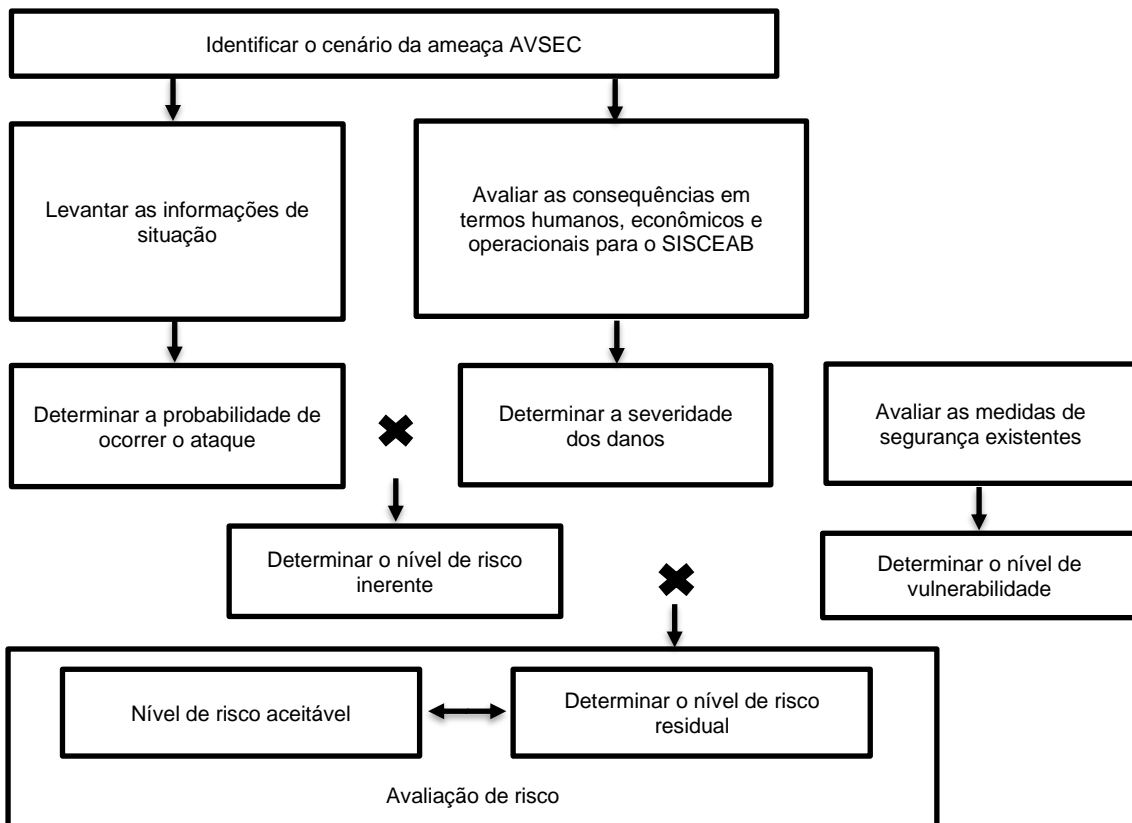 Identificar o cenário da ameaça AVSEC
Levantar as informações de
situação
Avaliar as consequências em
termos humanos, econômicos e
operacionais para o SISCEAB
Determinar a probabilidade de
ocorrer o ataque
Determinar a severidade
dos danos
Avaliar as medidas de
segurança existentes
Determinar o nível de risco
inerente
Determinar o nível de
vulnerabilidade
Nível de risco aceitável
Determinar o nível de risco
residual
Avaliação de risco